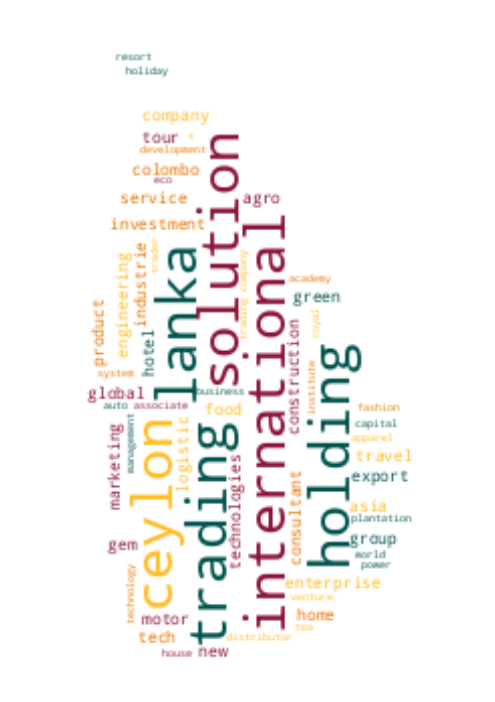 resort
holiday
company
tour
s
development
colombo
eco
service
agro
investment
solution
international
lanka
trader
industrie
engineering
trading company
academy
green
product
hotel
royal
construction
institute
holding
system
global
business
auto
associate
food
fashion
capital
apparel
travel
export
marketing
management
ceylon
logistic
trading
technologies
consultant
asia
plantation
group
world
power
gem
technology
enterprise
venture
motor
home
tea
tech
distributor
house
new